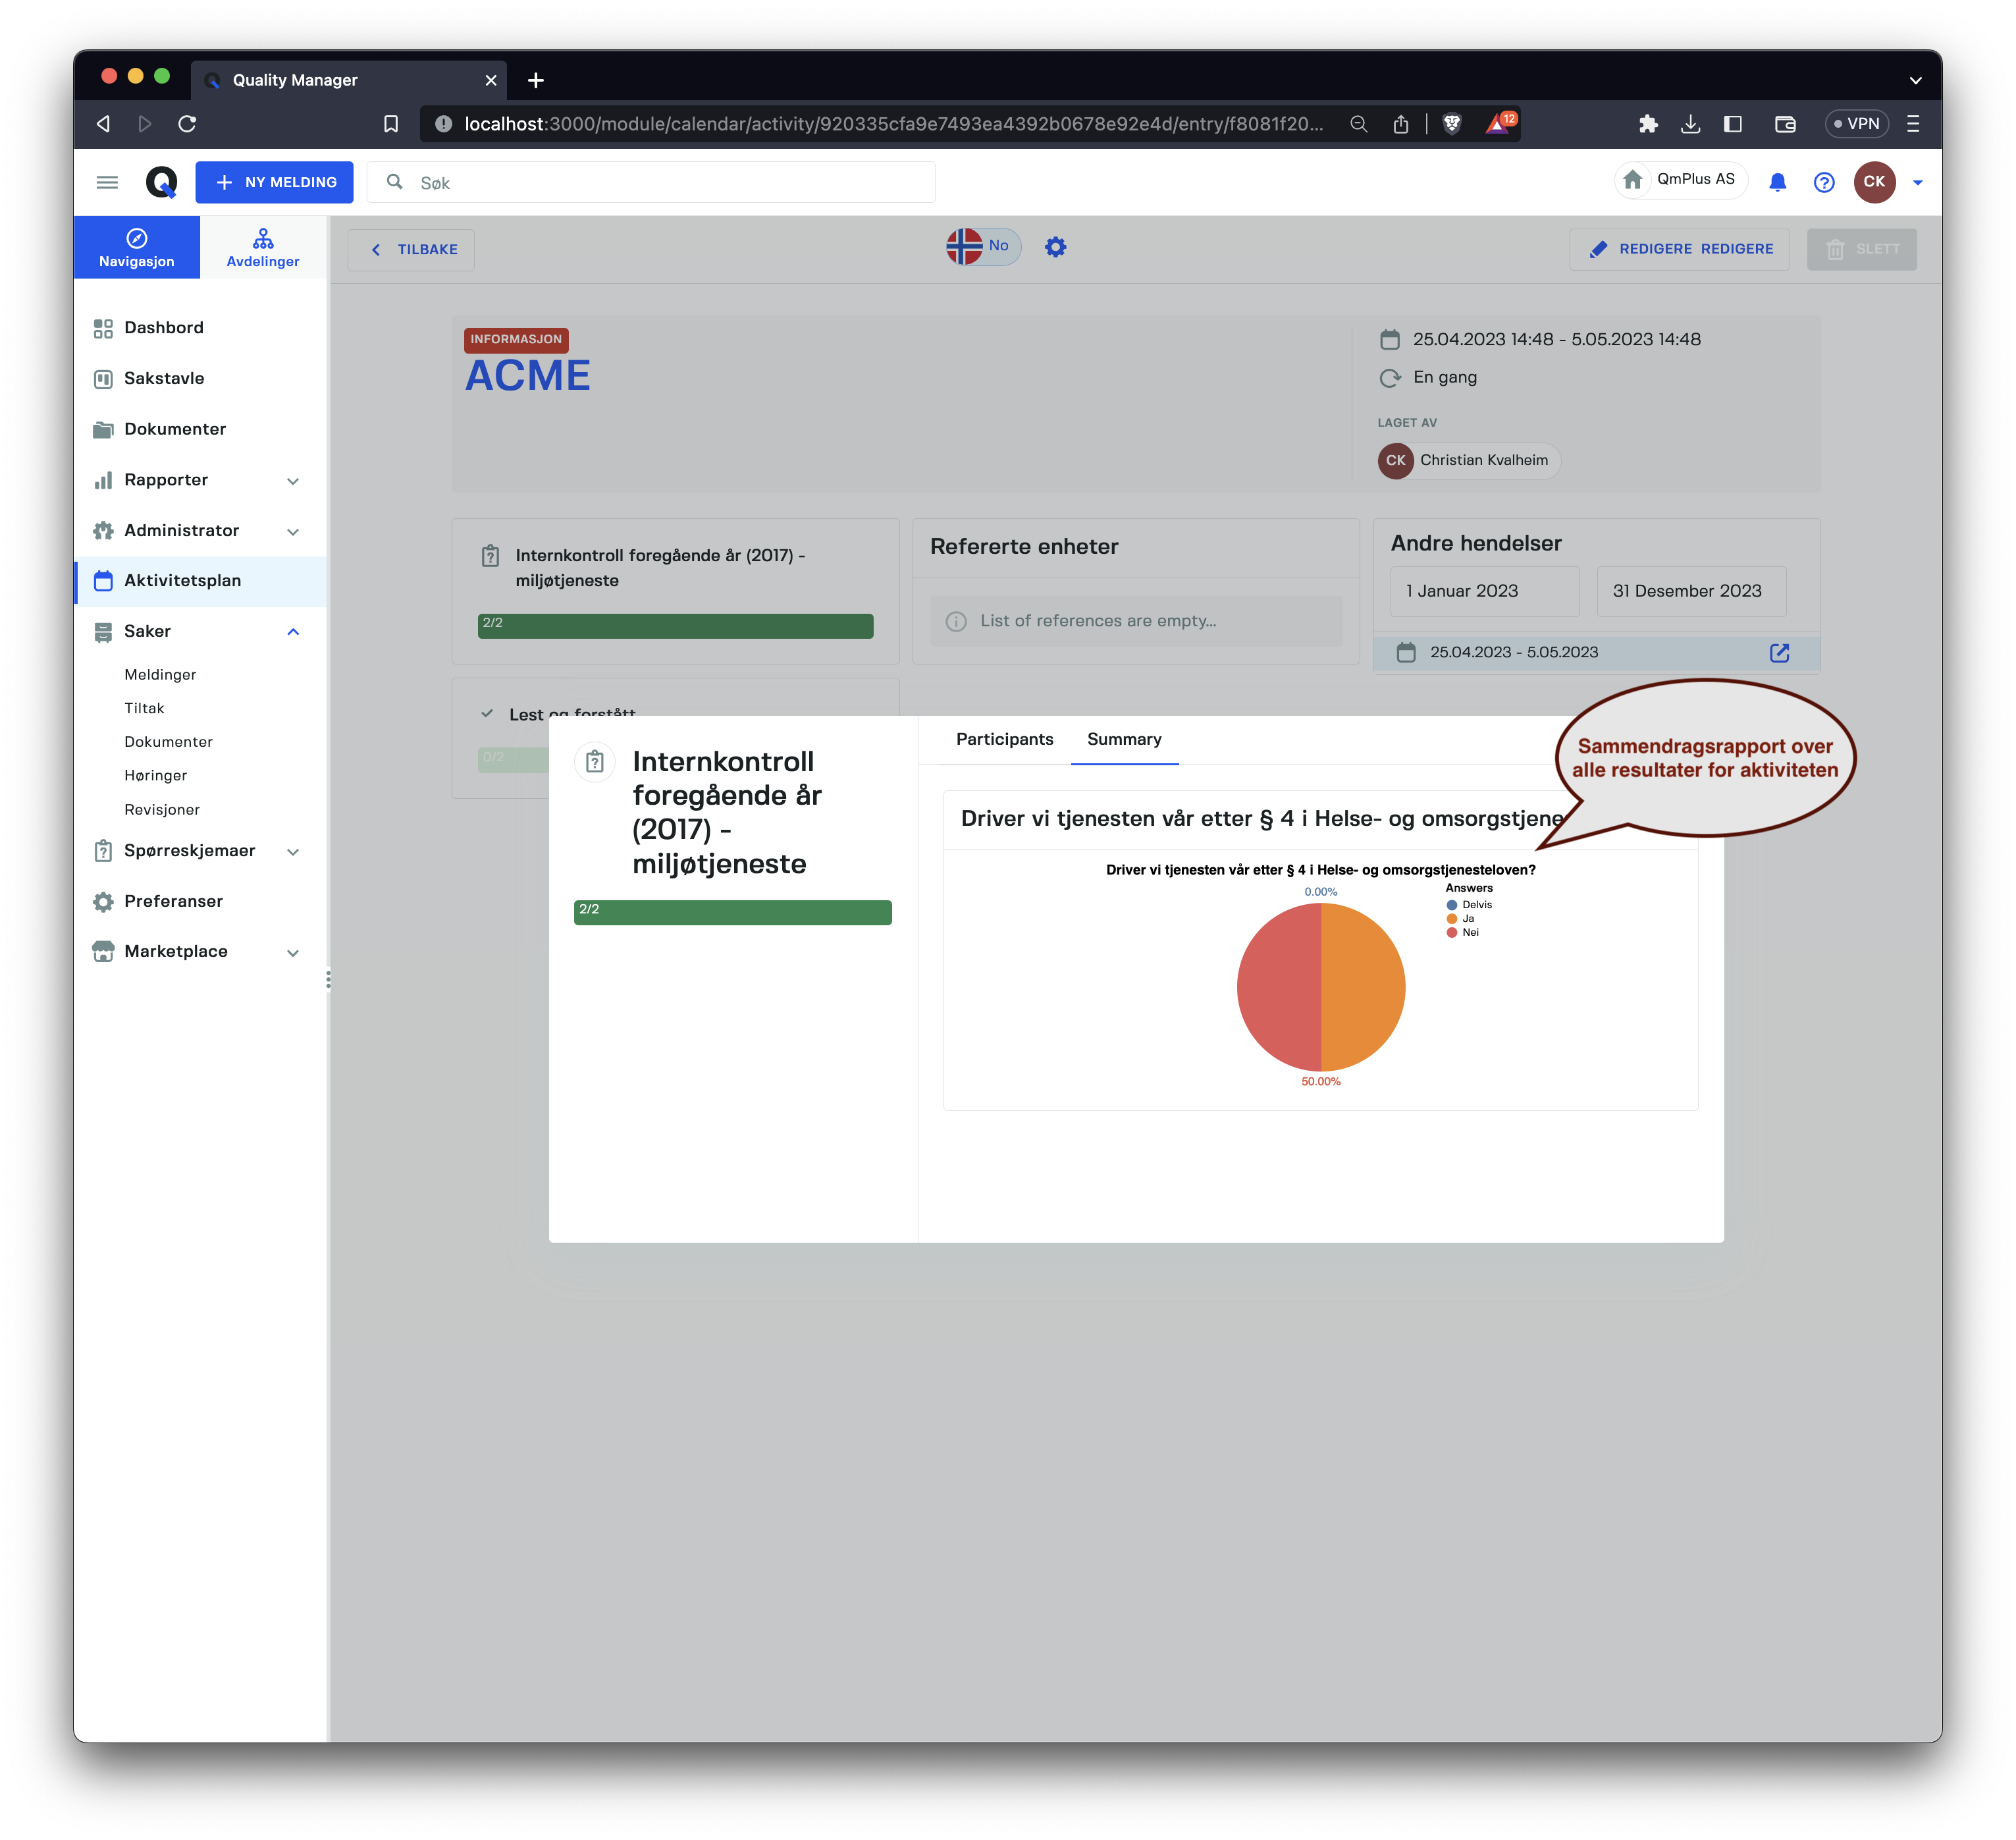 Quality Manager
localhost:3000/module/calendar/activity/920335cfa9e7493ea4392b0678e92e4d/entry/f8081f20...
12
VPN
NY MELDING
Søk
QmPlus AS
CK
Navigasjon
Avdelinger
TILBAKE
No
REDIGERE REDIGERE
SLETT
Dashbord
Sakstavle
Dokumenter
Rapporter
Administrator
Aktivitetsplan
Saker
Meldinger
Tiltak
Dokumenter
Høringer
Revisjoner
Spørreskjemaer
Preferanser
Marketplace
INFORMASJON
ACME
25.04.2023 14:48 - 5.05.2023 14:48
En gang
LAGET AV
CK Christian Kvalheim
Internkontroll foregående år (2017) -
miljøtjeneste
2/2
Refererte enheter
List of references are empty...
Andre hendelser
1 Januar 2023
31 Desember 2023
25.04.2023 - 5.05.2023
Lest og forstått
0/2
Internkontroll
foregående år
(2017) -
miljøtjeneste
2/2
Participants
Summary
Sammendragsrapport over
alle resultater for aktiviteten
Driver vi tjenesten vår etter § 4 i Helse- og omsorgstjene
Driver vi tjenesten vår etter § 4 i Helse- og omsorgstjenesteloven?
0.00%
Answers
Delvis
Ja
Nei
50.00%